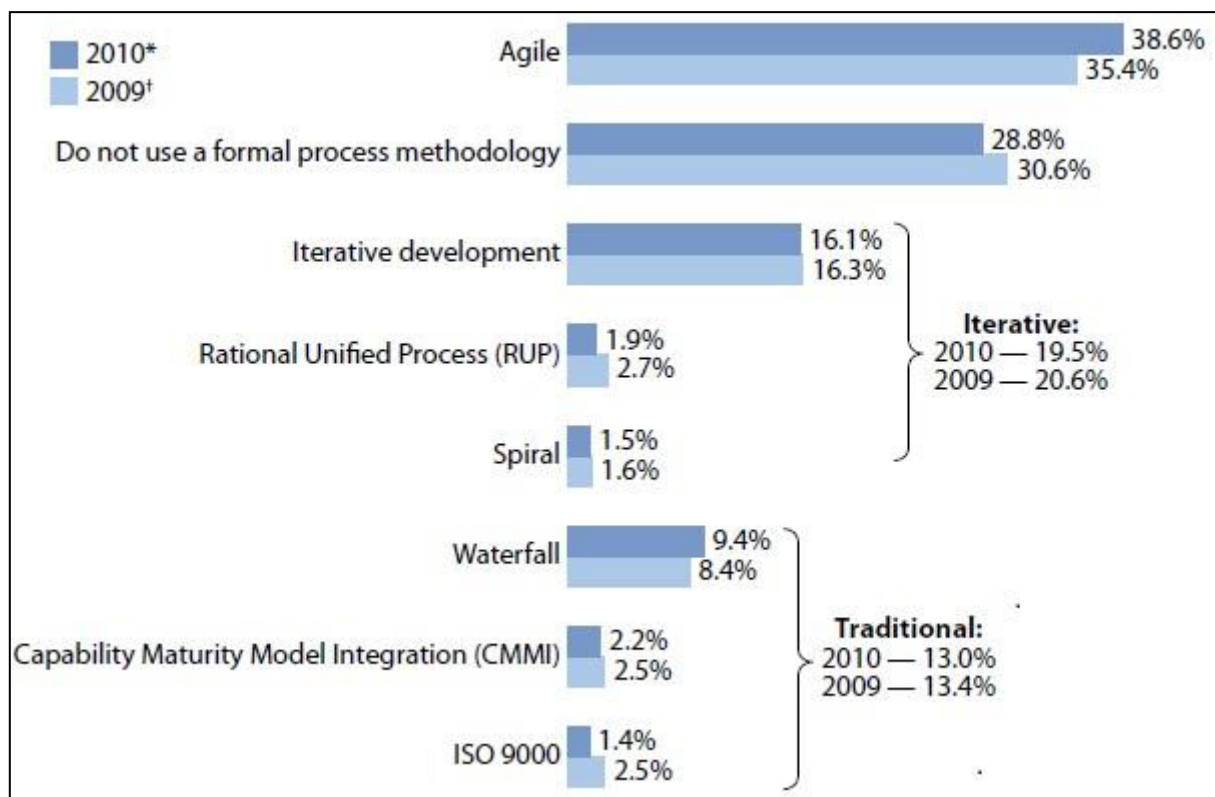 2010*
2009†
Agile
38.6%
35.4%
Do not use a formal process methodology
28.8%
30.6%
Iterative development
16.1%
16.3%
Rational Unified Process (RUP)
1.9%
2.7%
Spiral
1.5%
1.6%
Iterative:
2010 — 19.5%
2009 — 20.6%
Waterfall
9.4%
8.4%
Capability Maturity Model Integration (CMMI)
2.2%
2.5%
ISO 9000
1.4%
2.5%
Traditional:
2010 — 13.0%
2009 — 13.4%